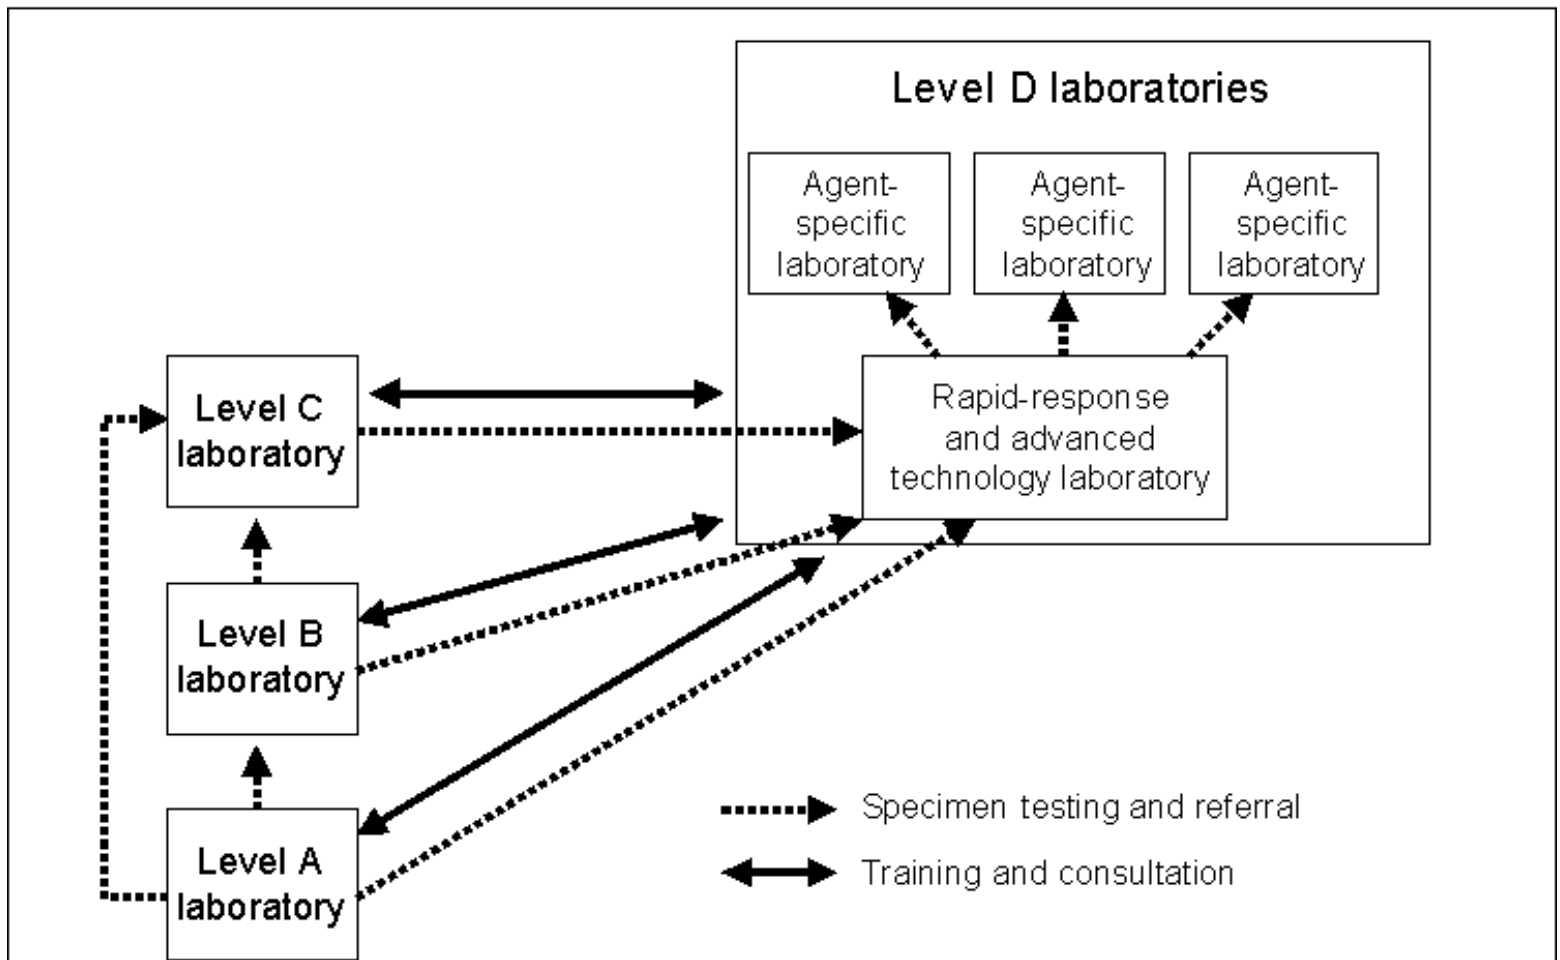 Level D laboratories
Agent-
specific
laboratory
Agent-
specific
laboratory
Agent-
specific
laboratory
Level C
laboratory
Rapid-response
and advanced
technology laboratory
Level B
laboratory
Level A
laboratory
Specimen testing and referral
Training and consultation